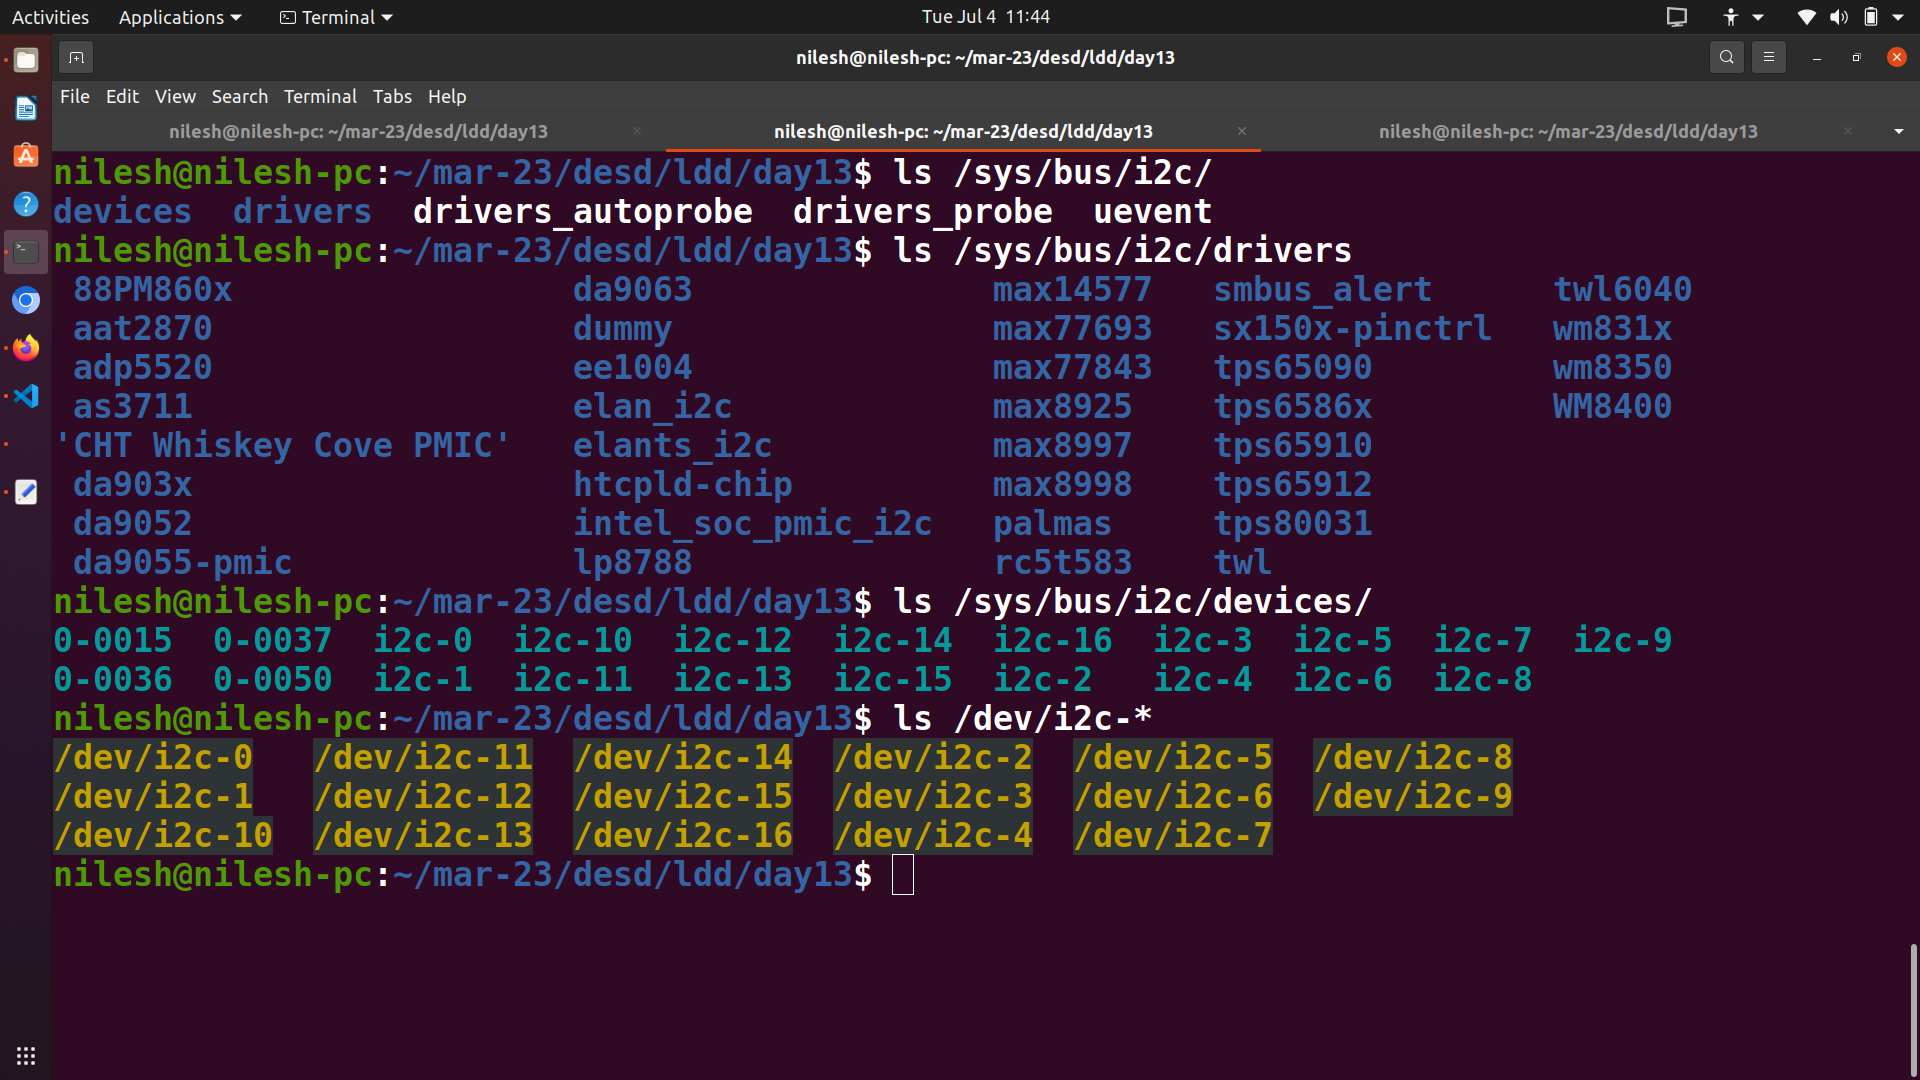 Activities Applications Terminal Tue Jul 4 11:44
nilesh@nilesh-pc: ~/mar-23/desd/ldd/day13
File Edit View Search Terminal Tabs Help
nilesh@nilesh-pc: ~/mar-23/desd/ldd/day13 nilesh@nilesh-pc: ~/mar-23/desd/ldd/day13 nilesh@nilesh-pc: ~/mar-23/desd/ldd/day13
nilesh@nilesh-pc:~/mar-23/desd/ldd/day13$ ls /sys/bus/i2c/
devices drivers drivers_autoprobe drivers_probe uevent
nilesh@nilesh-pc:~/mar-23/desd/ldd/day13$ ls /sys/bus/i2c/drivers
88PM860x da9063 max14577 smbus_alert twl6040
aat2870 dummy max77693 sx150x-pinctrl wm831x
adp5520 ee1004 max77843 tps65090 wm8350
as3711 elan_i2c max8925 tps6586x WM8400
'CHT Whiskey Cove PMIC' elants_i2c max8997 tps65910
da903x htcpld-chip max8998 tps65912
da9052 intel_soc_pmic_i2c palmas tps80031
da9055-pmic lp8788 rc5t583 twl
nilesh@nilesh-pc:~/mar-23/desd/ldd/day13$ ls /sys/bus/i2c/devices/
0-0015 0-0037 i2c-0 i2c-10 i2c-12 i2c-14 i2c-16 i2c-3 i2c-5 i2c-7 i2c-9
0-0036 0-0050 i2c-1 i2c-11 i2c-13 i2c-15 i2c-2 i2c-4 i2c-6 i2c-8
nilesh@nilesh-pc:~/mar-23/desd/ldd/day13$ ls /dev/i2c-*
/dev/i2c-0 /dev/i2c-11 /dev/i2c-14 /dev/i2c-2 /dev/i2c-5 /dev/i2c-8
/dev/i2c-1 /dev/i2c-12 /dev/i2c-15 /dev/i2c-3 /dev/i2c-6 /dev/i2c-9
/dev/i2c-10 /dev/i2c-13 /dev/i2c-16 /dev/i2c-4 /dev/i2c-7
nilesh@nilesh-pc:~/mar-23/desd/ldd/day13$